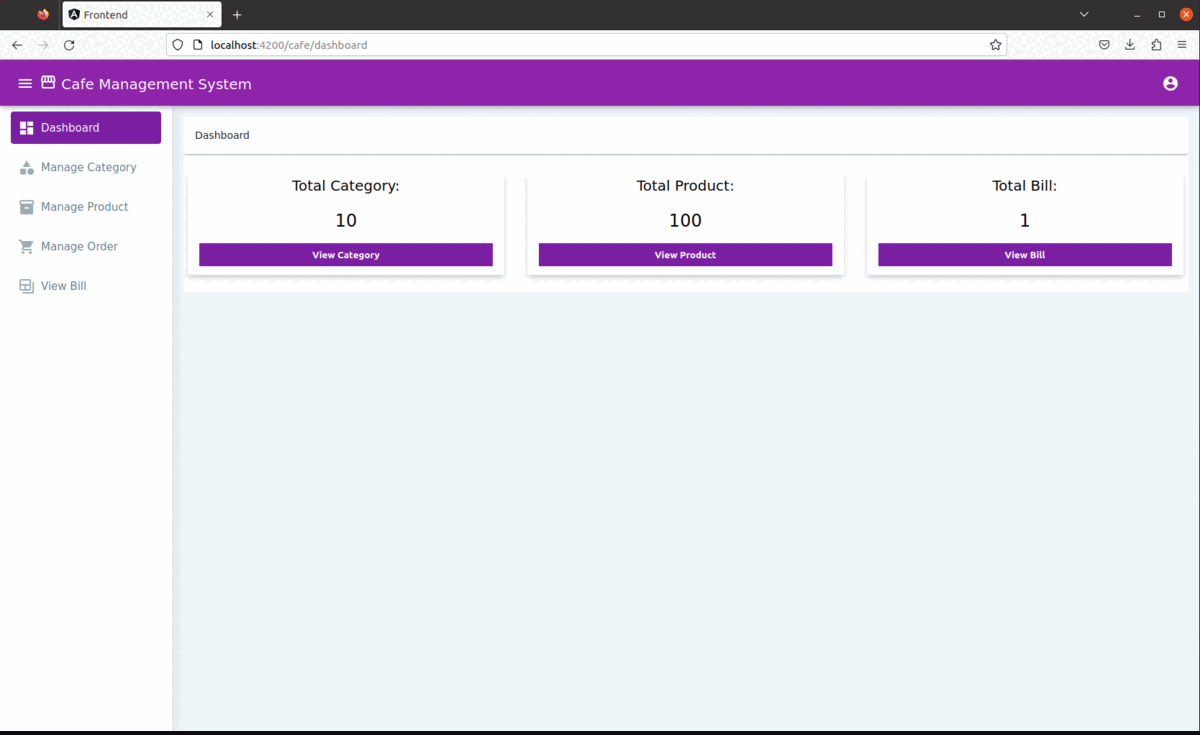 Frontend
localhost:4200/cafe/dashboard
Cafe Management System
Dashboard
Manage Category
Manage Product
Manage Order
View Bill
Dashboard
Total Category:
10
View Category
Total Product:
100
View Product
Total Bill:
1
View Bill